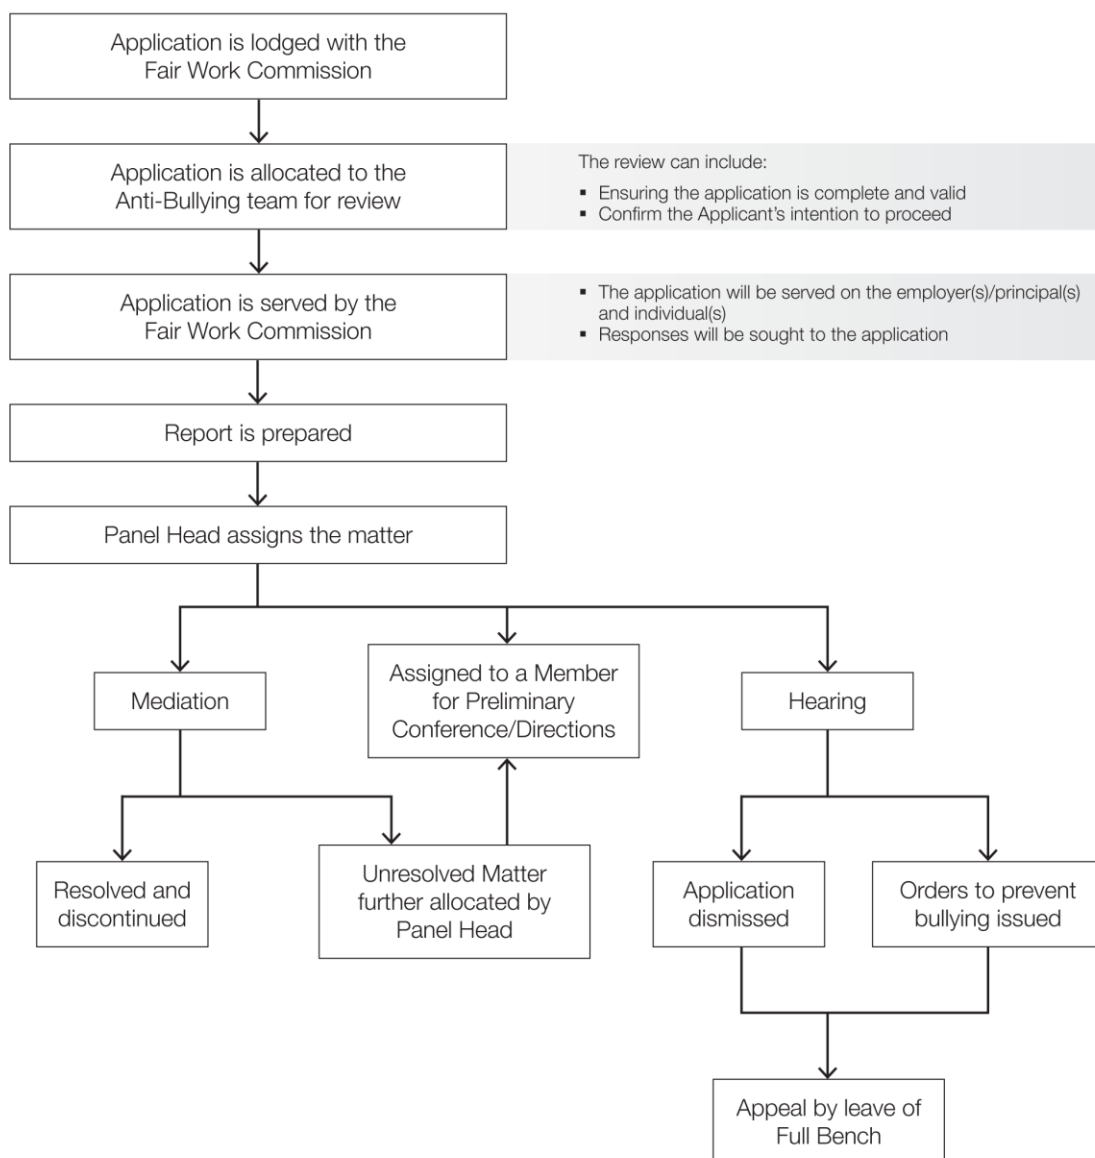 Application is lodged with the
Fair Work Commission
Application is allocated to the
Anti-Bullying team for review
The review can include:
▪ Ensuring the application is complete and valid
▪ Confirm the Applicant’s intention to proceed
Application is served by the
Fair Work Commission
▪ The application will be served on the employer(s)/principal(s)
and individual(s)
▪ Responses will be sought to the application
Report is prepared
Panel Head assigns the matter
Mediation
Assigned to a Member
for Preliminary
Conference/Directions
Hearing
Resolved and
discontinued
Unresolved Matter
further allocated by
Panel Head
Application
dismissed
Orders to prevent
bullying issued
Appeal by leave of
Full Bench